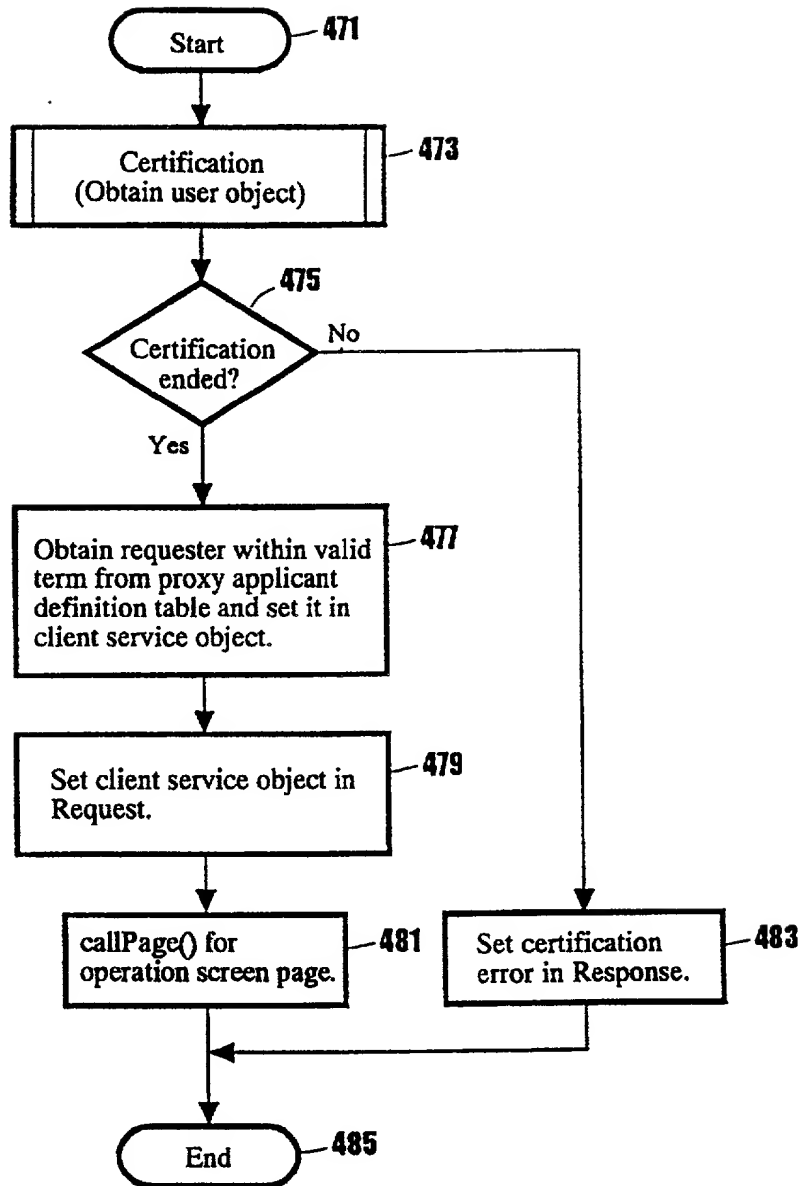 Start
471
Certification
(Obtain user object)
473
475
Certification
ended?
No
Yes
Obtain requester within valid
term from proxy applicant
definition table and set it in
client service object.
477
Set client service object in
Request.
479
callPage() for
operation screen page.
481
Set certification
error in Response.
483
End
485